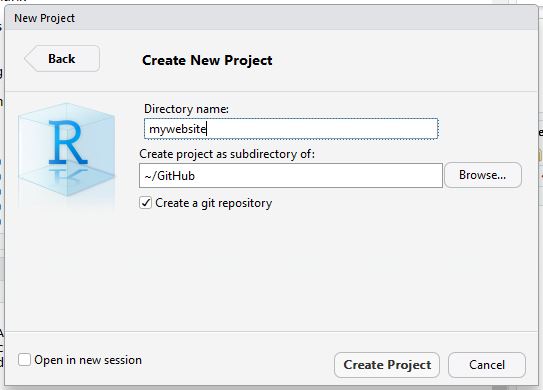 New Project
Back
Create New Project
R
Directory name:
mywebsite
Create project as subdirectory of:
~/GitHub
Browse...
Create a git repository
Open in new session
Create Project
Cancel